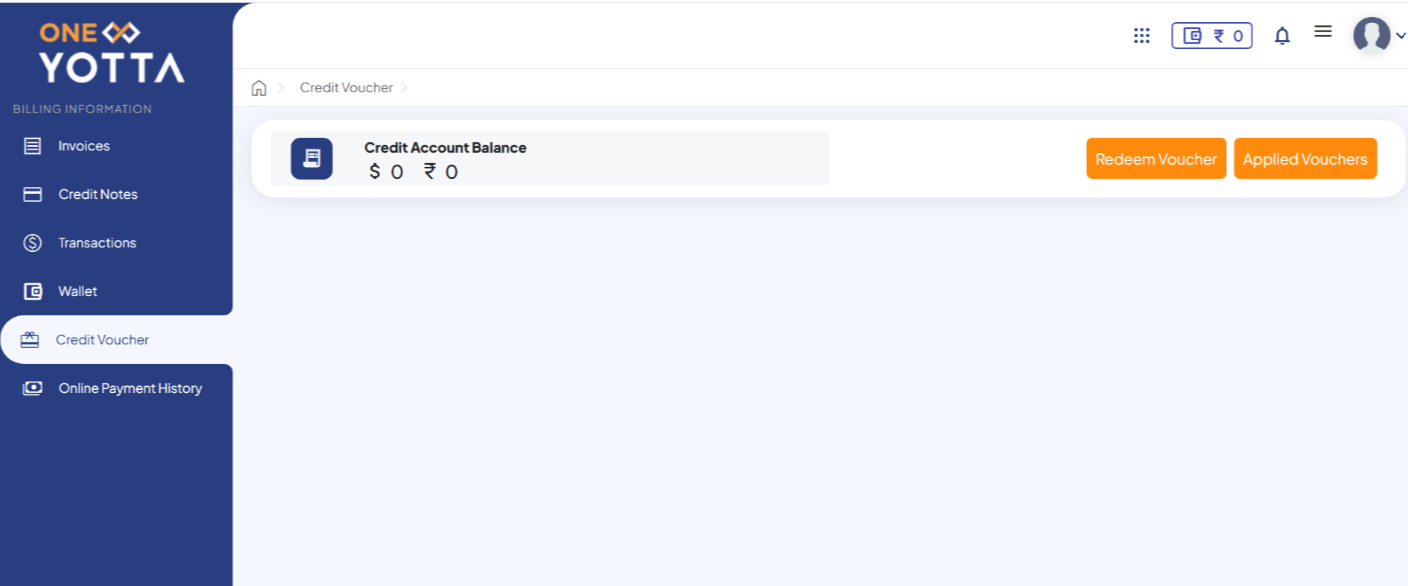 ONE
YOTTA
₹ 0
BILLING INFORMATION
Credit Voucher
Invoices
Credit Account Balance
$ 0 ₹ 0
Redeem Voucher
Applied Vouchers
Credit Notes
Transactions
Wallet
Credit Voucher
Online Payment History